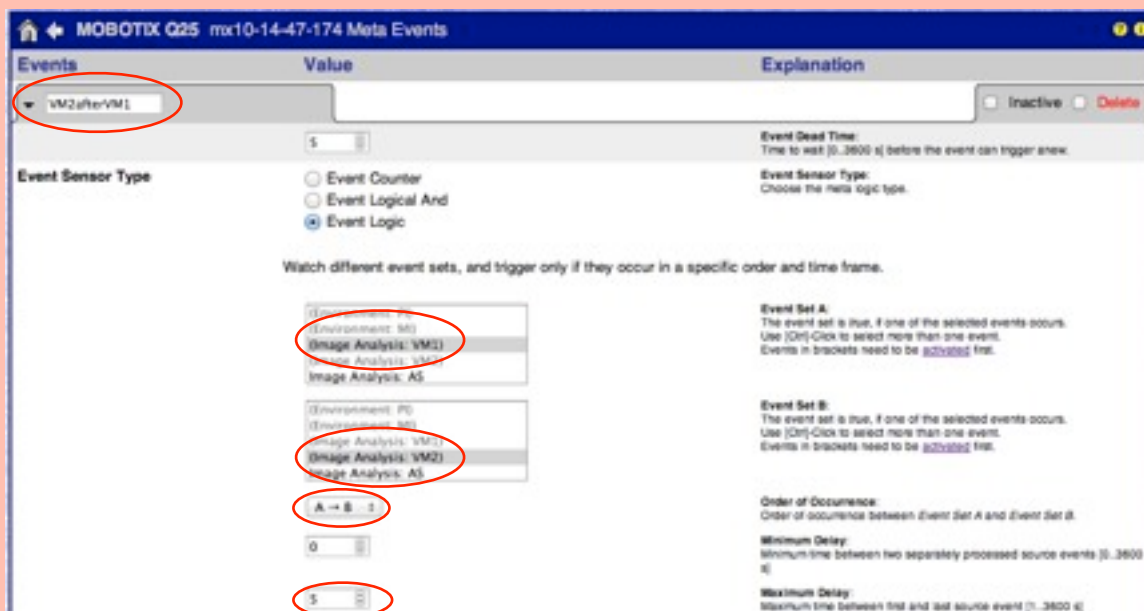 MOBOTIX Q25 mx10-14-47-174 Meta Events
Events Value Explanation
VM2afterVM1 Inactive Delete
5
Event Dead Time:
Time to wait [0..3600 s] before the event can trigger anew.
Event Sensor Type
Event Counter
Event Logical And
Event Logic
Event Sensor Type:
Choose the meta logic type.
Watch different event sets, and trigger only if they occur in a specific order and time frame.
(Environment: PI)
(Environment: MI)
(Image Analysis: VM1)
(Image Analysis: VM2)
Image Analysis: AS
Event Set A:
The event set is true, if one of the selected events occurs.
Use [Ctrl]-Click to select more than one event.
Events in brackets need to be activated first.
(Environment: PI)
(Environment: MI)
(Image Analysis: VM1)
(Image Analysis: VM2)
Image Analysis: AS
Event Set B:
The event set is true, if one of the selected events occurs.
Use [Ctrl]-Click to select more than one event.
Events in brackets need to be activated first.
A → B
Order of Occurrence:
Order of occurrence between Event Set A and Event Set B.
0
Minimum Delay:
Minimum time between two separately processed source events [0..3600
s]
5
Maximum Delay:
Maximum time between first and last source event [1..3600 s]